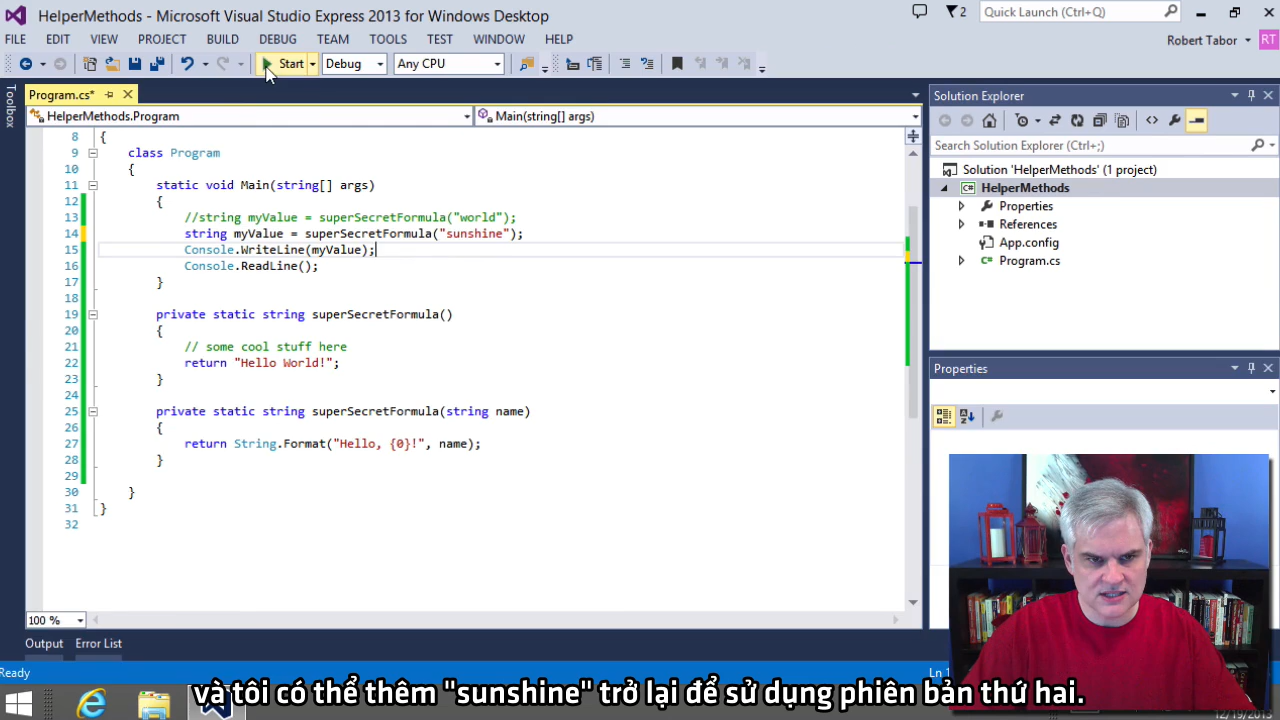 HelperMethods - Microsoft Visual Studio Express 2013 for Windows Desktop
2
Quick Launch (Ctrl+Q)
FILE EDIT VIEW PROJECT BUILD DEBUG TEAM TOOLS TEST WINDOW HELP
Robert Tabor RT
Start Debug Any CPU
Toolbox
Program.cs*
HelperMethods.Program Main(string[] args)
8 {
9 class Program
10 {
11 static void Main(string[] args)
12 {
13 //string myValue = superSecretFormula("world");
14 string myValue = superSecretFormula("sunshine");
15 Console.WriteLine(myValue);
16 Console.ReadLine();
17 }
18
19 private static string superSecretFormula()
20 {
21 // some cool stuff here
22 return "Hello World!";
23 }
24
25 private static string superSecretFormula(string name)
26 {
27 return String.Format("Hello, {0}!", name);
28 }
29
30 }
31 }
32
100 %
Solution Explorer
Search Solution Explorer (Ctrl+;)
Solution 'HelperMethods' (1 project)
C# HelperMethods
Properties
References
App.config
C# Program.cs
Properties
Output Error List
Ready
và tôi có thể thêm "sunshine" trở lại để sử dụng phiên bản thứ hai.
12/19/2013